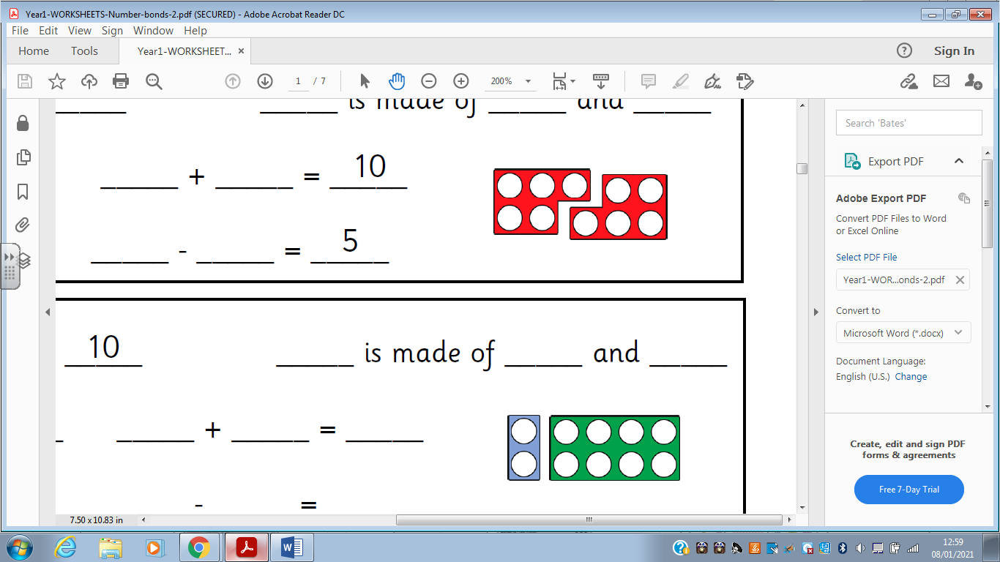 Year1-WORKSHEETS-Number-bonds-2.pdf (SECURED) - Adobe Acrobat Reader DC
File Edit View Sign Window Help
Home Tools Year1-WORKSHEET... × Sign In
1 / 7 200%
_____ _____ is made of _____ and _____
_____ + _____ = 10
_____ - _____ = 5
10 _____ is made of _____ and _____
_ _____ + _____ = _____
- =
7.50 x 10.83 in
Search 'Bates'
Export PDF
Adobe Export PDF
Convert PDF Files to Word
or Excel Online
Select PDF File
Year1-WOR...onds-2.pdf
Convert to
Microsoft Word (*.docx)
Document Language:
English (U.S.) Change
Create, edit and sign PDF
forms & agreements
Free 7-Day Trial
12:59
08/01/2021